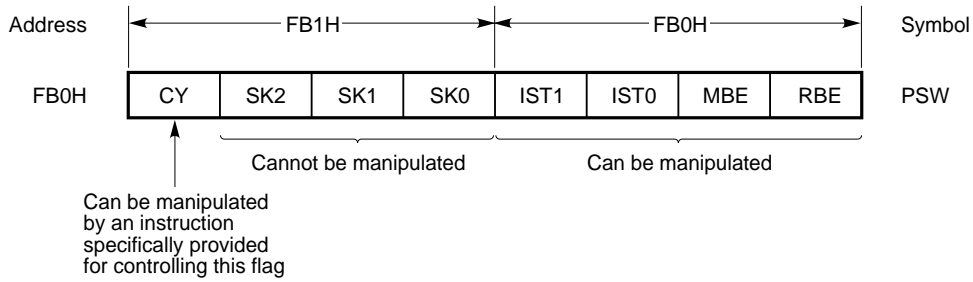 Address FB1H FB0H Symbol
FB0H CY SK2 SK1 SK0 IST1 IST0 MBE RBE PSW
Cannot be manipulated Can be manipulated
Can be manipulated
by an instruction
specifically provided
for controlling this flag